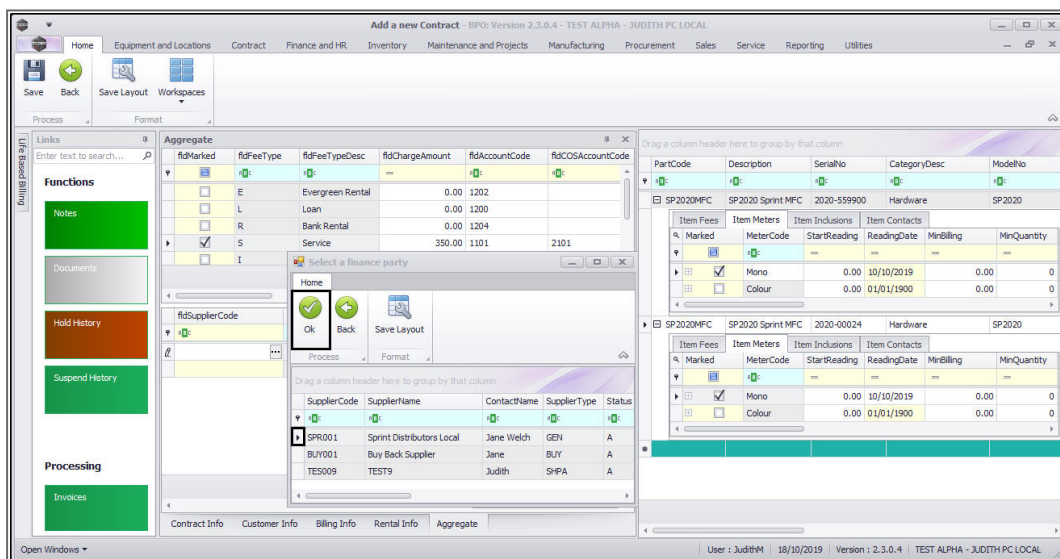 Add a new Contract - BPO: Version 2.3.0.4 - TEST ALPHA - JUDITH PC LOCAL
Home Equipment and Locations Contract Finance and HR Inventory Maintenance and Projects Manufacturing Procurement Sales Service Reporting Utilities
Save Back Save Layout Workspaces
Process Format
Life Based Billing
Links
Enter text to search...
Functions
Notes
Documents
Hold History
Suspend History
Processing
Invoices
Aggregate
fldMarked fldFeeType fldFeeTypeDesc fldChargeAmount fldAccountCode fldCOSAccountCode
E Evergreen Rental 0.00 1202
L Loan 0.00 1200
R Bank Rental 0.00 1204
S Service 350.00 1101 2101
I
fldSupplierCode
Select a finance party
Home
Ok Back Save Layout
Process Format
Drag a column header here to group by that column
SupplierCode SupplierName ContactName SupplierType Status
SPR001 Sprint Distributors Local Jane Welch GEN A
BUY001 Buy Back Supplier Jane BUY A
TES009 TEST9 Judith SHPA A
Contract Info Customer Info Billing Info Rental Info Aggregate
Drag a column header here to group by that column
PartCode Description SerialNo CategoryDesc ModelNo
SP2020MFC SP2020 Sprint MFC 2020-559900 Hardware SP2020
Item Fees Item Meters Item Inclusions Item Contacts
Marked MeterCode StartReading ReadingDate MinBilling MinQuantity
Mono 0.00 10/10/2019 0.00 0
Colour 0.00 01/01/1900 0.00 0
SP2020MFC SP2020 Sprint MFC 2020-00024 Hardware SP2020
Item Fees Item Meters Item Inclusions Item Contacts
Marked MeterCode StartReading ReadingDate MinBilling MinQuantity
Mono 0.00 10/10/2019 0.00 0
Colour 0.00 01/01/1900 0.00 0
Open Windows User : JudithM 18/10/2019 Version : 2.3.0.4 TEST ALPHA - JUDITH PC LOCAL